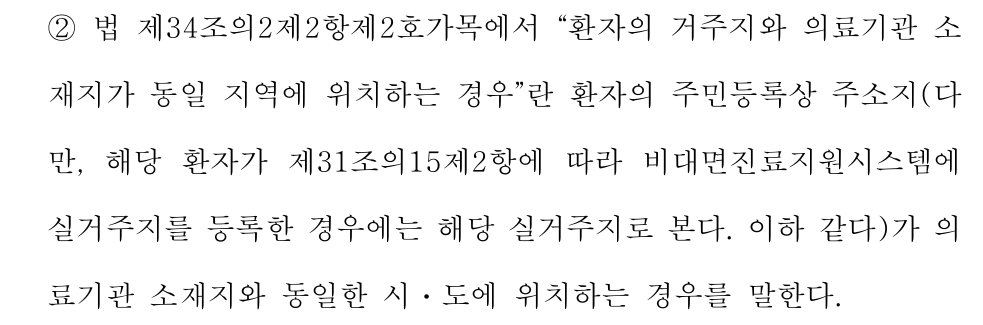 ② 법 제34조의2제2항제2호가목에서 “환자의 거주지와 의료기관 소
재지가 동일 지역에 위치하는 경우”란 환자의 주민등록상 주소지(다
만, 해당 환자가 제31조의15제2항에 따라 비대면진료지원시스템에
실거주지를 등록한 경우에는 해당 실거주지로 본다. 이하 같다)가 의
료기관 소재지와 동일한 시ㆍ도에 위치하는 경우를 말한다.